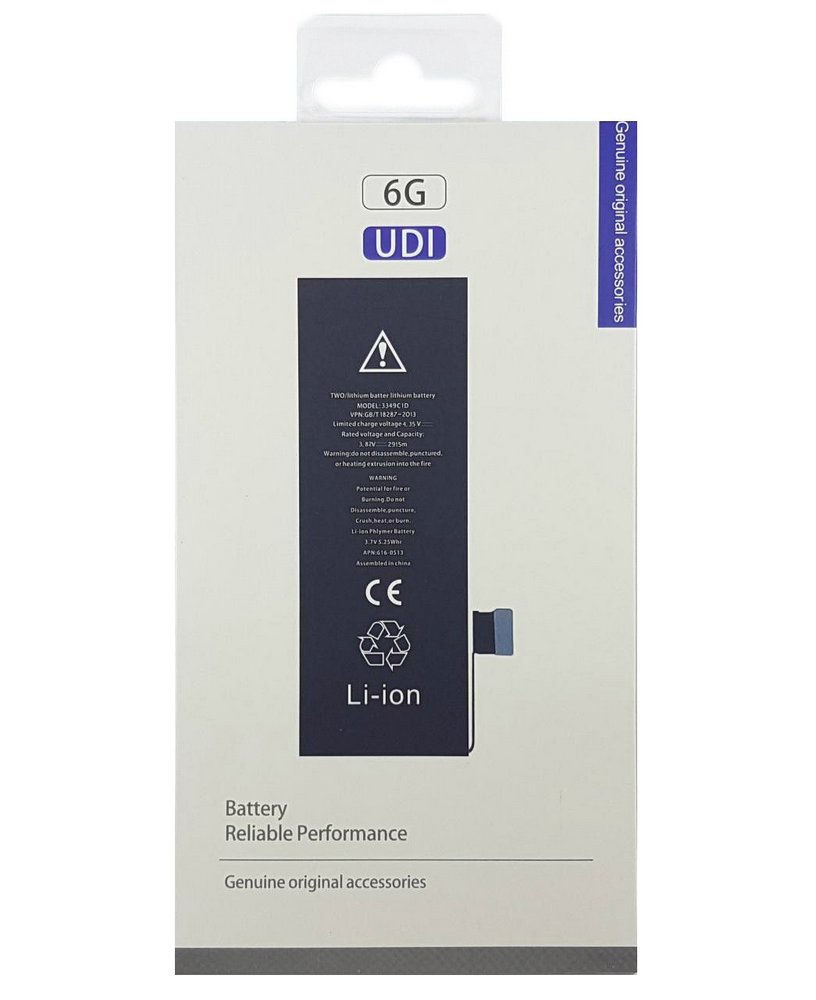 6G
UDI
Genuine original accessories
TWO/lithium batter lithium battery
MODEL:3349C1D
VPN:GB/T18287-2013
Limited charge voltage 4.35V
Rated voltage and Capacity:
3.82V 2915m
Warning:do not disassemble,punctured,
or heating extrusion into the fire
WARNING
Potential for fire or
Burning.Do not
Disassemble,puncture,
Crush,heat,or burn.
Li-ion Phlymer Battery
3.7V 5.25Whr
APN:616-0513
Assembled in china
CE
Li-ion
Battery
Reliable Performance
Genuine original accessories